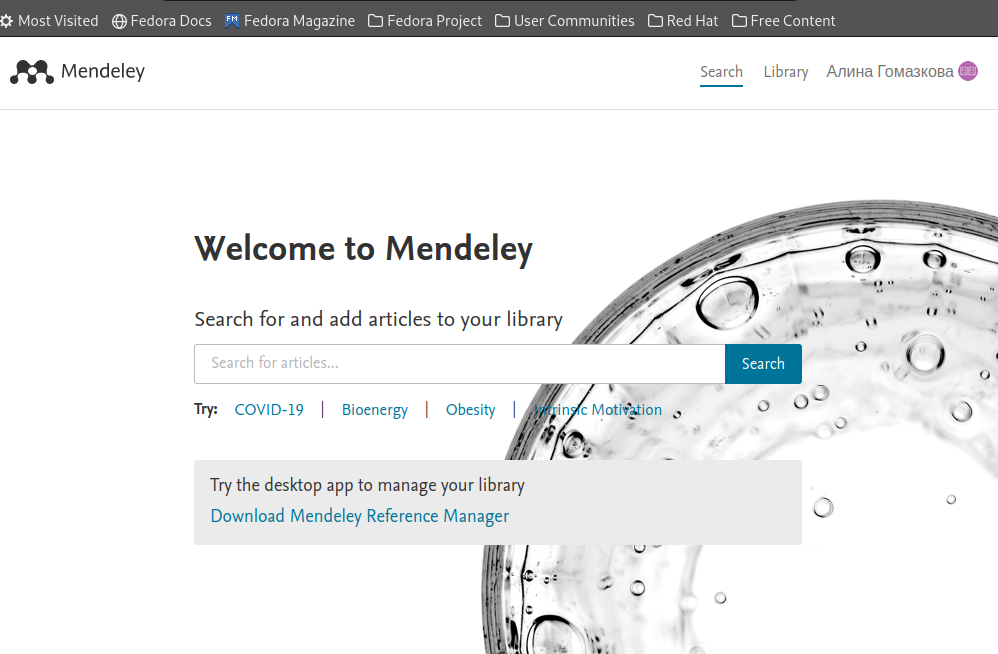 Most Visited Fedora Docs Fedora Magazine Fedora Project User Communities Red Hat Free Content
Mendeley Search Library Алина Гомазкова
Welcome to Mendeley
Search for and add articles to your library
Search for articles... Search
Try: COVID-19 | Bioenergy | Obesity | Intrinsic Motivation
Try the desktop app to manage your library
Download Mendeley Reference Manager